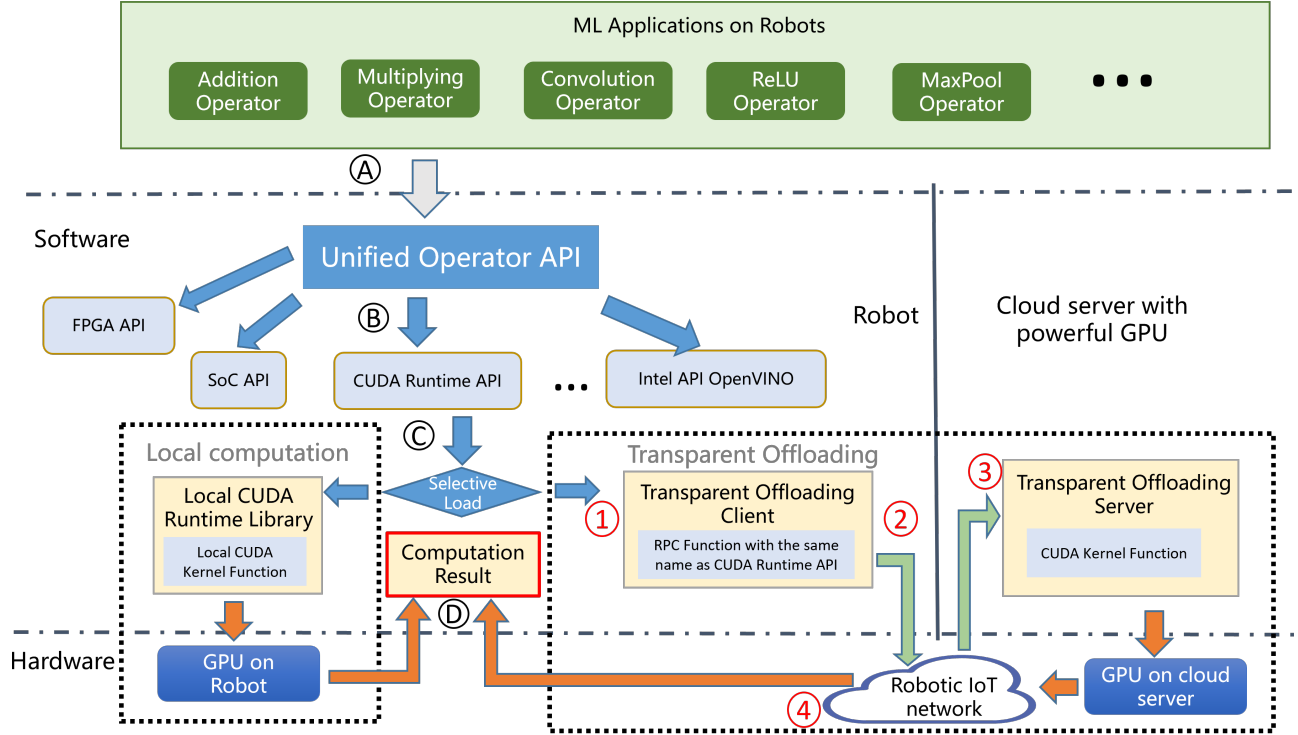 ML Applications on Robots
Addition
Operator
Multiplying
Operator
Convolution
Operator
ReLU
Operator
MaxPool
Operator
...
Ⓐ
Software
Unified Operator API
Ⓑ
FPGA API
SoC API
CUDA Runtime API
...
Intel API OpenVINO
Robot
Cloud server with
powerful GPU
Ⓒ
Local computation
Selective
Load
Local CUDA
Runtime Library
Local CUDA
Kernel Function
Computation
Result
Ⓓ
Transparent Offloading
①
Transparent Offloading
Client
RPC Function with the same
name as CUDA Runtime API
②
③
Transparent Offloading
Server
CUDA Kernel Function
Hardware
GPU on
Robot
④
Robotic IoT
network
GPU on cloud
server